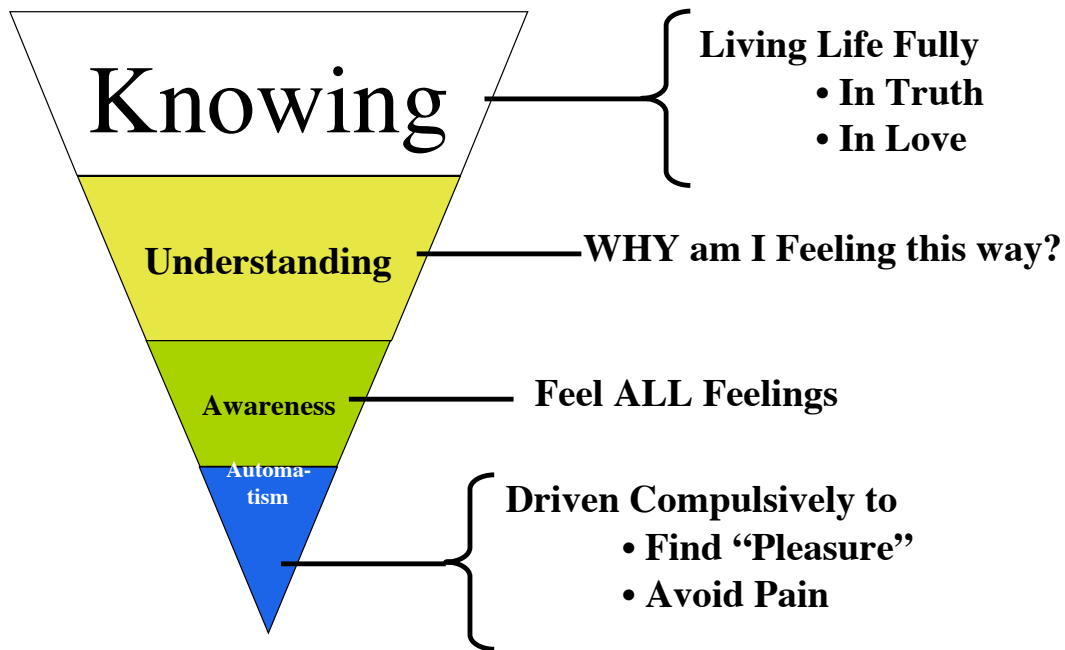 Knowing
Living Life Fully
• In Truth
• In Love
Understanding
WHY am I Feeling this way?
Awareness
Feel ALL Feelings
Automa-
tism
Driven Compulsively to
• Find “Pleasure”
• Avoid Pain